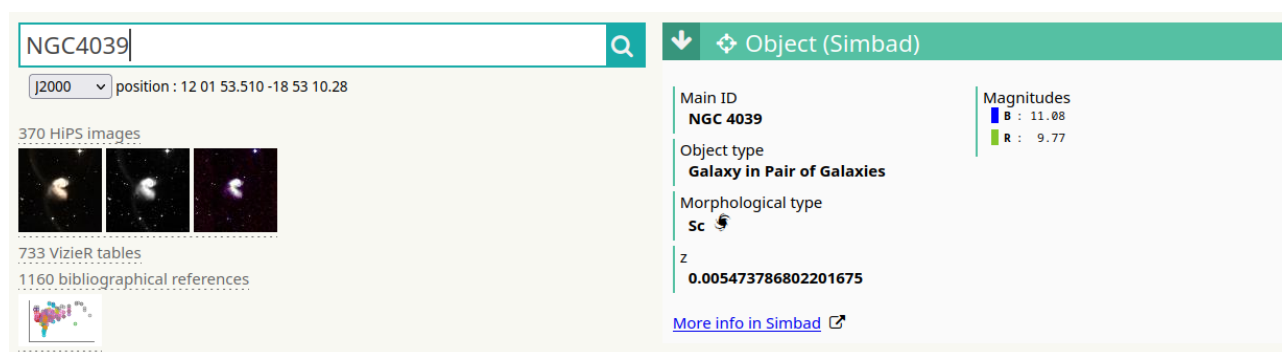 NGC4039
J2000 position : 12 01 53.510 -18 53 10.28
370 HiPS images
733 VizieR tables
1160 bibliographical references
Object (Simbad)
Main ID
NGC 4039
Object type
Galaxy in Pair of Galaxies
Morphological type
Sc
z
0.005473786802201675
More info in Simbad
Magnitudes
B : 11.08
R : 9.77